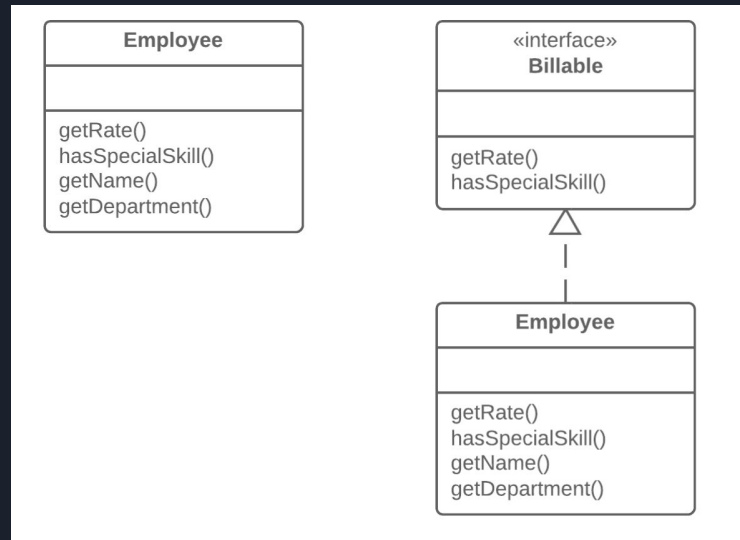 Employee
getRate()
hasSpecialSkill()
getName()
getDepartment()
«interface»
Billable
getRate()
hasSpecialSkill()
Employee
getRate()
hasSpecialSkill()
getName()
getDepartment()